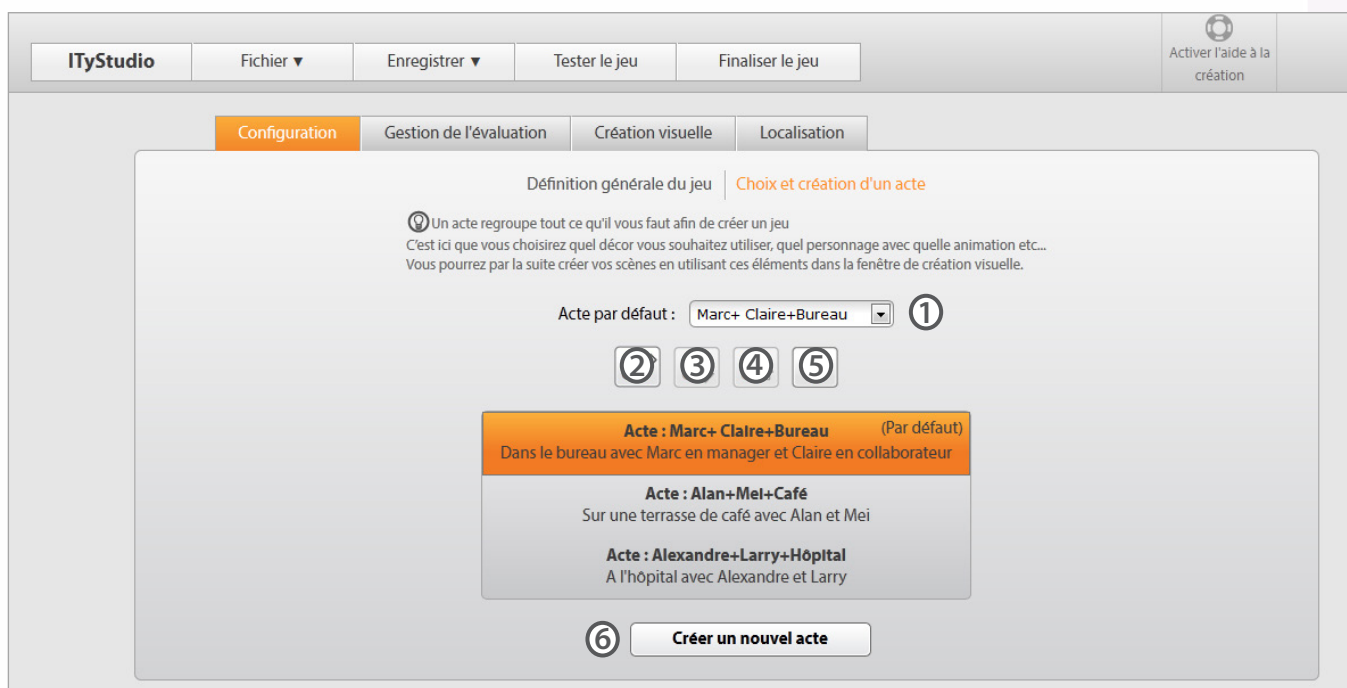 ITyStudio Fichier ▼ Enregistrer ▼ Tester le jeu Finaliser le jeu
Activer l'aide à la
création
Configuration Gestion de l'évaluation Création visuelle Localisation
Définition générale du jeu Choix et création d'un acte
Un acte regroupe tout ce qu'il vous faut afin de créer un jeu
C'est ici que vous choisirez quel décor vous souhaitez utiliser, quel personnage avec quelle animation etc...
Vous pourrez par la suite créer vos scènes en utilisant ces éléments dans la fenêtre de création visuelle.
Acte par défaut : Marc+ Claire+Bureau ①
② ③ ④ ⑤
Acte : Marc+ Claire+Bureau (Par défaut)
Dans le bureau avec Marc en manager et Claire en collaborateur
Acte : Alan+Mei+Café
Sur une terrasse de café avec Alan et Mei
Acte : Alexandre+Larry+Hôpital
A l'hôpital avec Alexandre et Larry
⑥ Créer un nouvel acte